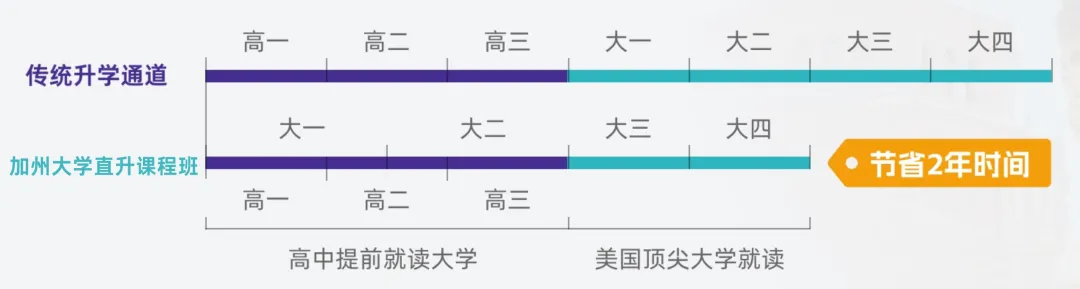 高一 高二 高三 大一 大二 大三 大四
传统升学通道
大一 大二 大三 大四
加州大学直升课程班
节省2年时间
高一 高二 高三
高中提前就读大学 美国顶尖大学就读